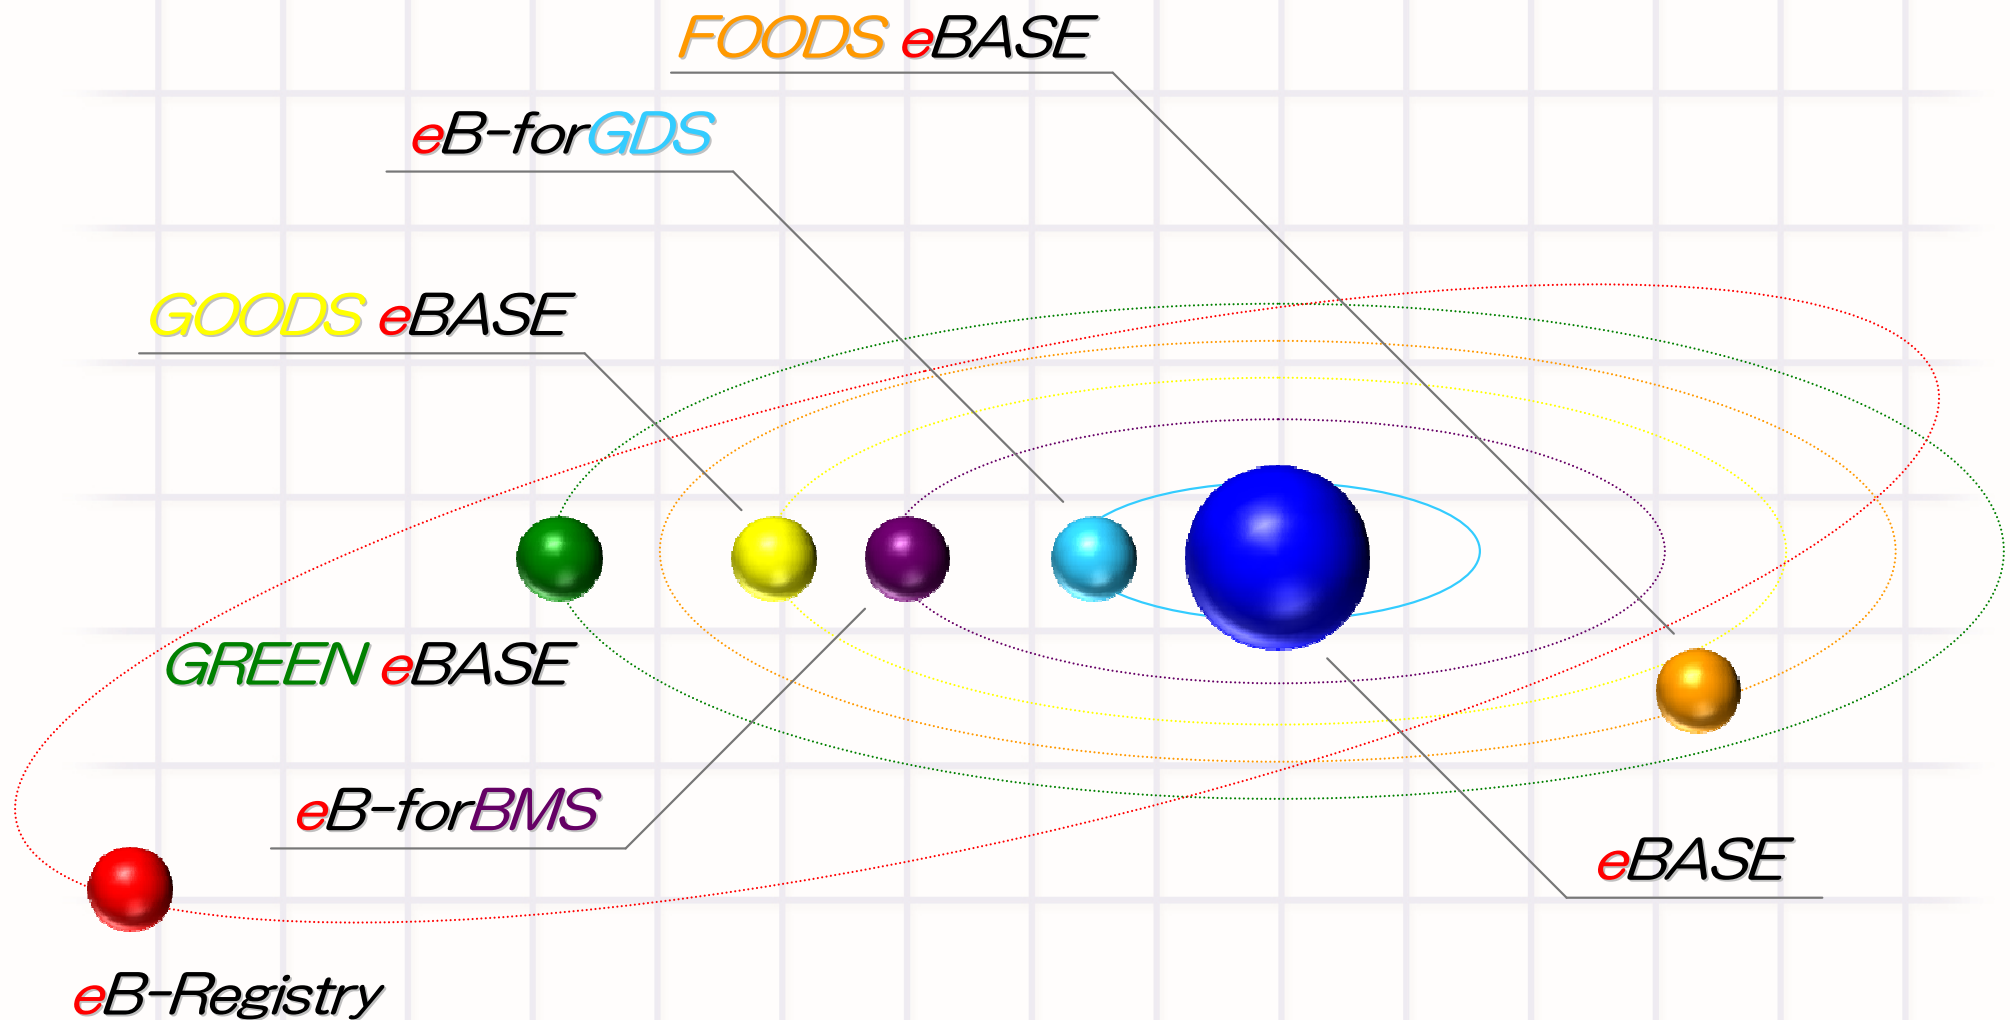 FOODS eBASE
eB-forGDS
GOODS eBASE
GREEN eBASE
eB-forBMS
eBASE
eB-Registry